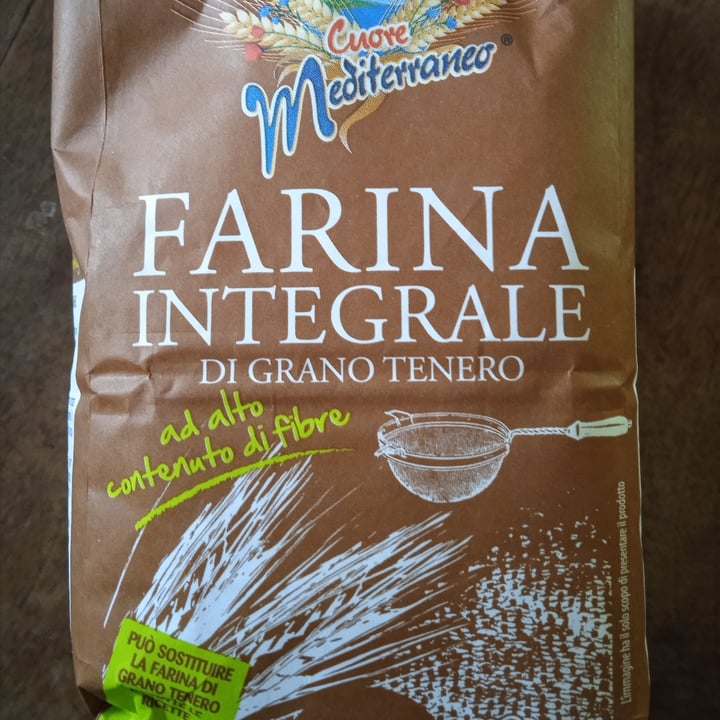 Cuore
Mediterraneo ®
FARINA
INTEGRALE
DI GRANO TENERO
ad alto
contenuto di fibre
L'immagine ha il solo scopo di presentare il prodotto
PUÒ SOSTITUIRE
LA FARINA DI
GRANO TENERO
RICETTE